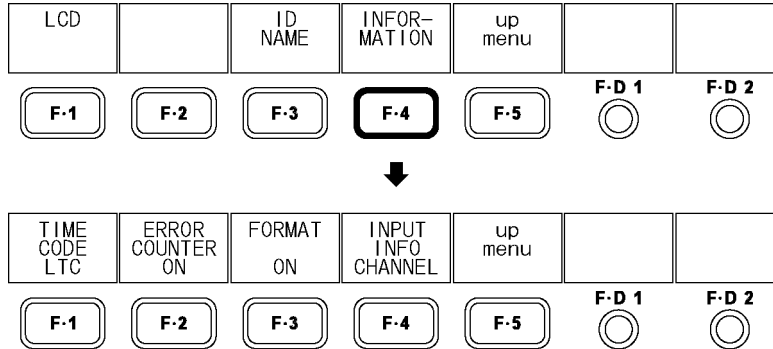 LCD
ID
NAME
INFOR–
MATION
up
menu
F·D 1
F·D 2
F·1
F·2
F·3
F·4
F·5
TIME
CODE
LTC
ERROR
COUNTER
ON
FORMAT
ON
INPUT
INFO
CHANNEL
up
menu
F·D 1
F·D 2
F·1
F·2
F·3
F·4
F·5